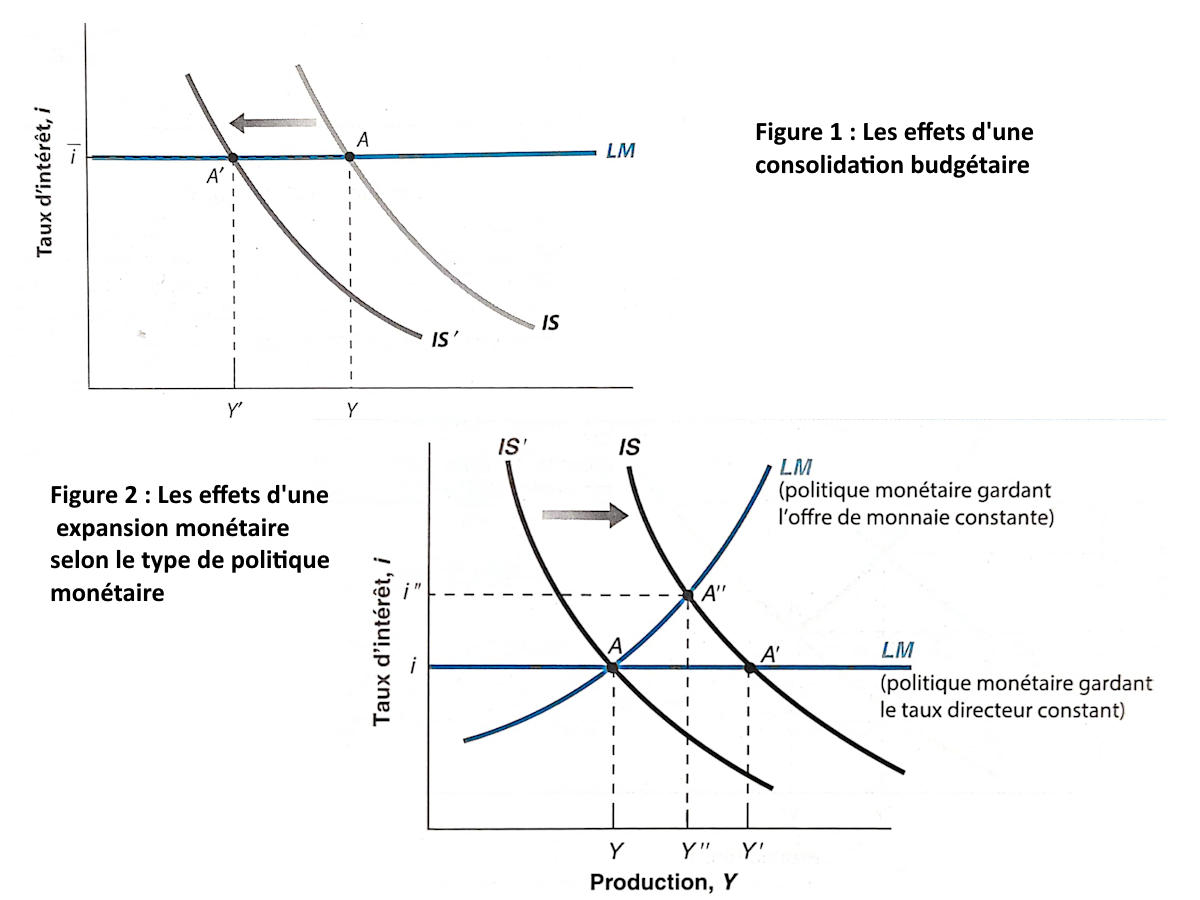 Figure 1 : Les effets d'une
consolidation budgétaire
Taux d'intérêt, i
i̅
A
LM
A′
IS
IS′
Y′
Y
Figure 2 : Les effets d'une
expansion monétaire
selon le type de politique
monétaire
IS'
IS
LM
(politique monétaire gardant
l'offre de monnaie constante)
Taux d'intérêt, i
i"
A"
A
A'
i
LM
(politique monétaire gardant
le taux directeur constant)
Y
Y"
Y'
Production, Y